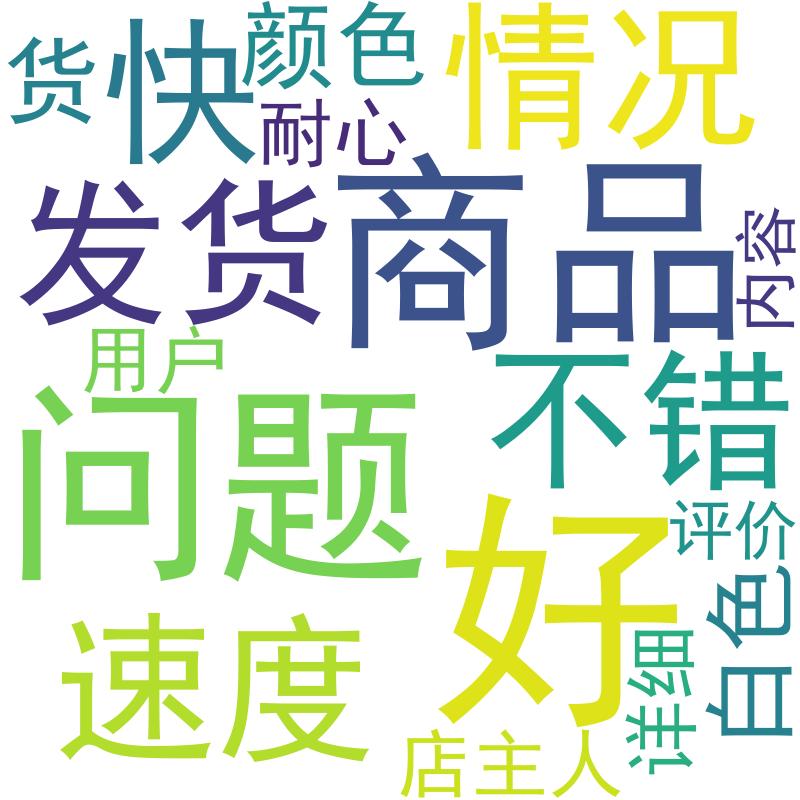 货
快
颜色
情况
耐心
发货
商品
内容
用户
问题
不错
好
评价
白色
速度
详细
店主人